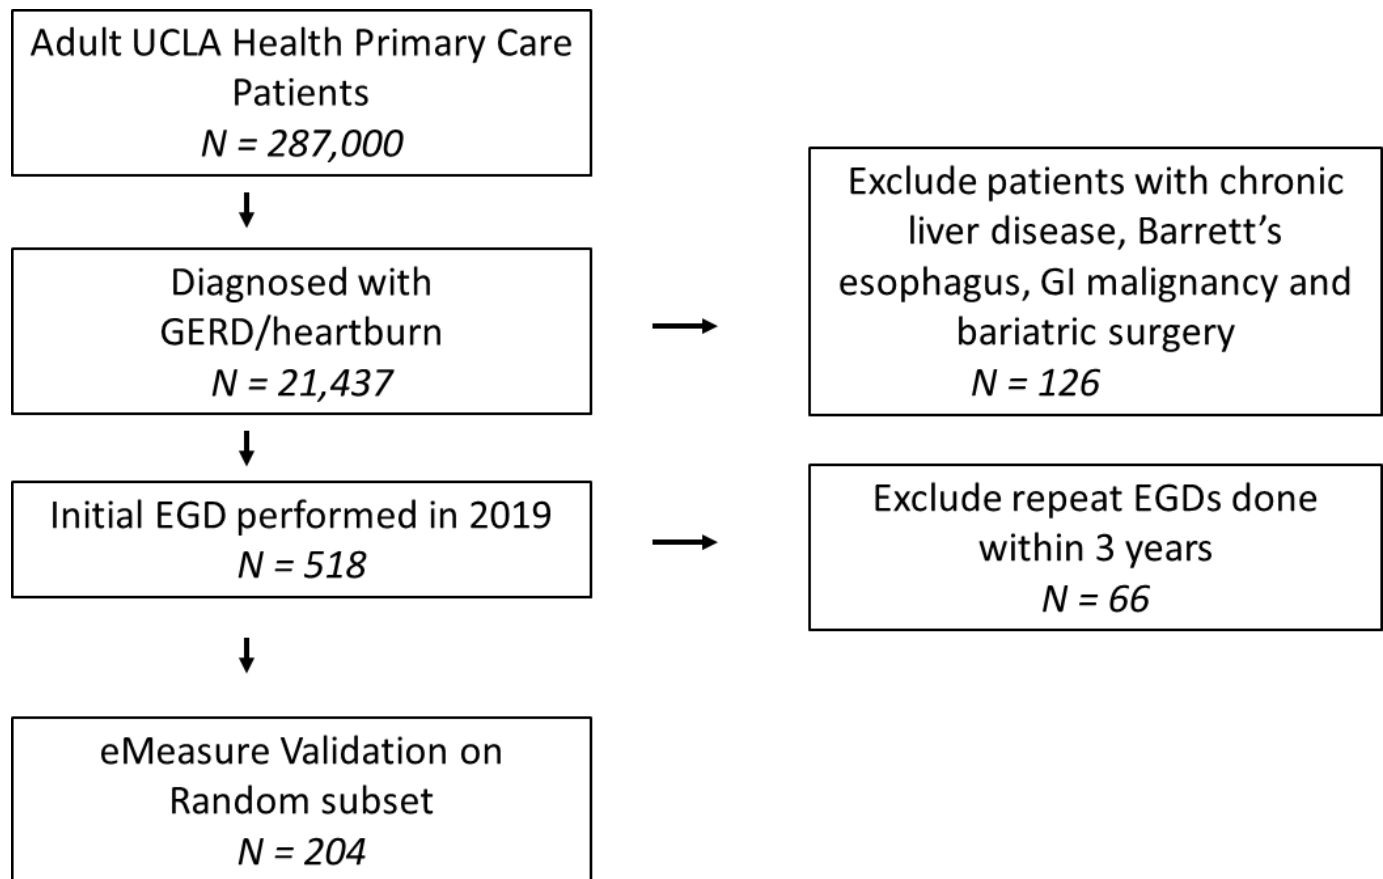 Adult UCLA Health Primary Care
Patients
N = 287,000
Diagnosed with
GERD/heartburn
N = 21,437
Exclude patients with chronic
liver disease, Barrett’s
esophagus, GI malignancy and
bariatric surgery
N = 126
Initial EGD performed in 2019
N = 518
Exclude repeat EGDs done
within 3 years
N = 66
eMeasure Validation on
Random subset
N = 204